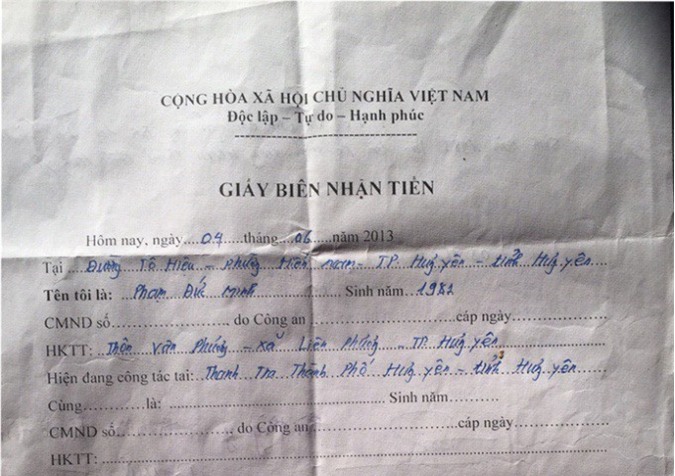 CỘNG HÒA XÃ HỘI CHỦ NGHĨA VIỆT NAM
Độc lập – Tự do – Hạnh phúc
GIẤY BIÊN NHẬN TIỀN
Hôm nay, ngày....04.....tháng...06...năm 2013
Tại ...Đường Tô Hiệu - phường Hiến Nam - TP Hưng yên - tỉnh Hưng yên
Tên tôi là: Phạm Đức Minh Sinh năm 1982
CMND số.....................do Công an ..............................cấp ngày...............
HKTT: Thôn Văn Phương - xã Liên Phương - TP. Hưng yên
Hiện đang công tác tại: Thanh Tra Thành Phố Hưng yên - tỉnh Hưng yên
Cùng...........là: ........................................ Sinh năm..........
CMND số.....................do Công an..............................cấp ngày...............
HKTT:......................................................................